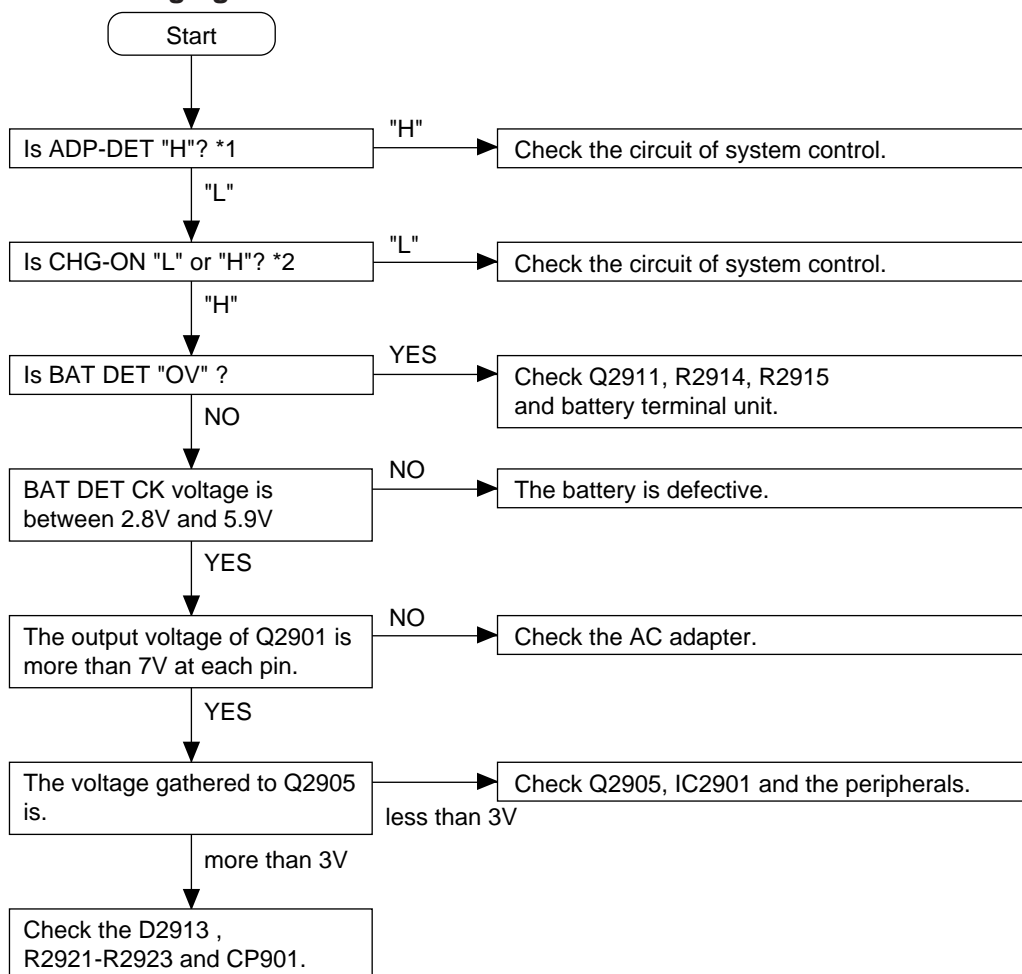 Start
Is ADP-DET "H"? *1
"H"
Check the circuit of system control.
"L"
Is CHG-ON "L" or "H"? *2
"L"
Check the circuit of system control.
"H"
Is BAT DET "OV" ?
YES
Check Q2911, R2914, R2915
and battery terminal unit.
NO
BAT DET CK voltage is
between 2.8V and 5.9V
NO
The battery is defective.
YES
The output voltage of Q2901 is
more than 7V at each pin.
NO
Check the AC adapter.
YES
The voltage gathered to Q2905
is.
less than 3V
Check Q2905, IC2901 and the peripherals.
more than 3V
Check the D2913 ,
R2921-R2923 and CP901.